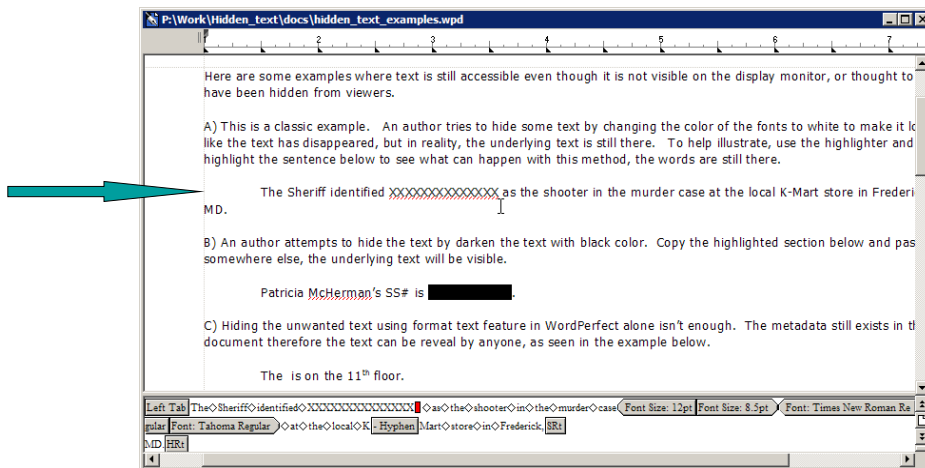 P:\Work\Hidden_text\docs\hidden_text_examples.wpd
2 3 4 5 6 7
Here are some examples where text is still accessible even though it is not visible on the display monitor, or thought to
have been hidden from viewers.
A) This is a classic example. An author tries to hide some text by changing the color of the fonts to white to make it lo
like the text has disappeared, but in reality, the underlying text is still there. To help illustrate, use the highlighter and
highlight the sentence below to see what can happen with this method, the words are still there.
The Sheriff identified XXXXXXXXXXXXXX as the shooter in the murder case at the local K-Mart store in Frederi
MD.
B) An author attempts to hide the text by darken the text with black color. Copy the highlighted section below and pas
somewhere else, the underlying text will be visible.
Patricia McHerman's SS# is .
C) Hiding the unwanted text using format text feature in WordPerfect alone isn't enough. The metadata still exists in th
document therefore the text can be reveal by anyone, as seen in the example below.
The is on the 11th floor.
Left Tab The◇Sheriff◇identified◇XXXXXXXXXXXXXX ◇as◇the◇shooter◇in◇the◇murder◇case Font Size: 12pt Font Size: 8.5pt Font: Times New Roman Re
gular Font: Tahoma Regular ◇at◇the◇local◇K - Hyphen Mart◇store◇in◇Frederick, SRt
MD. HRt